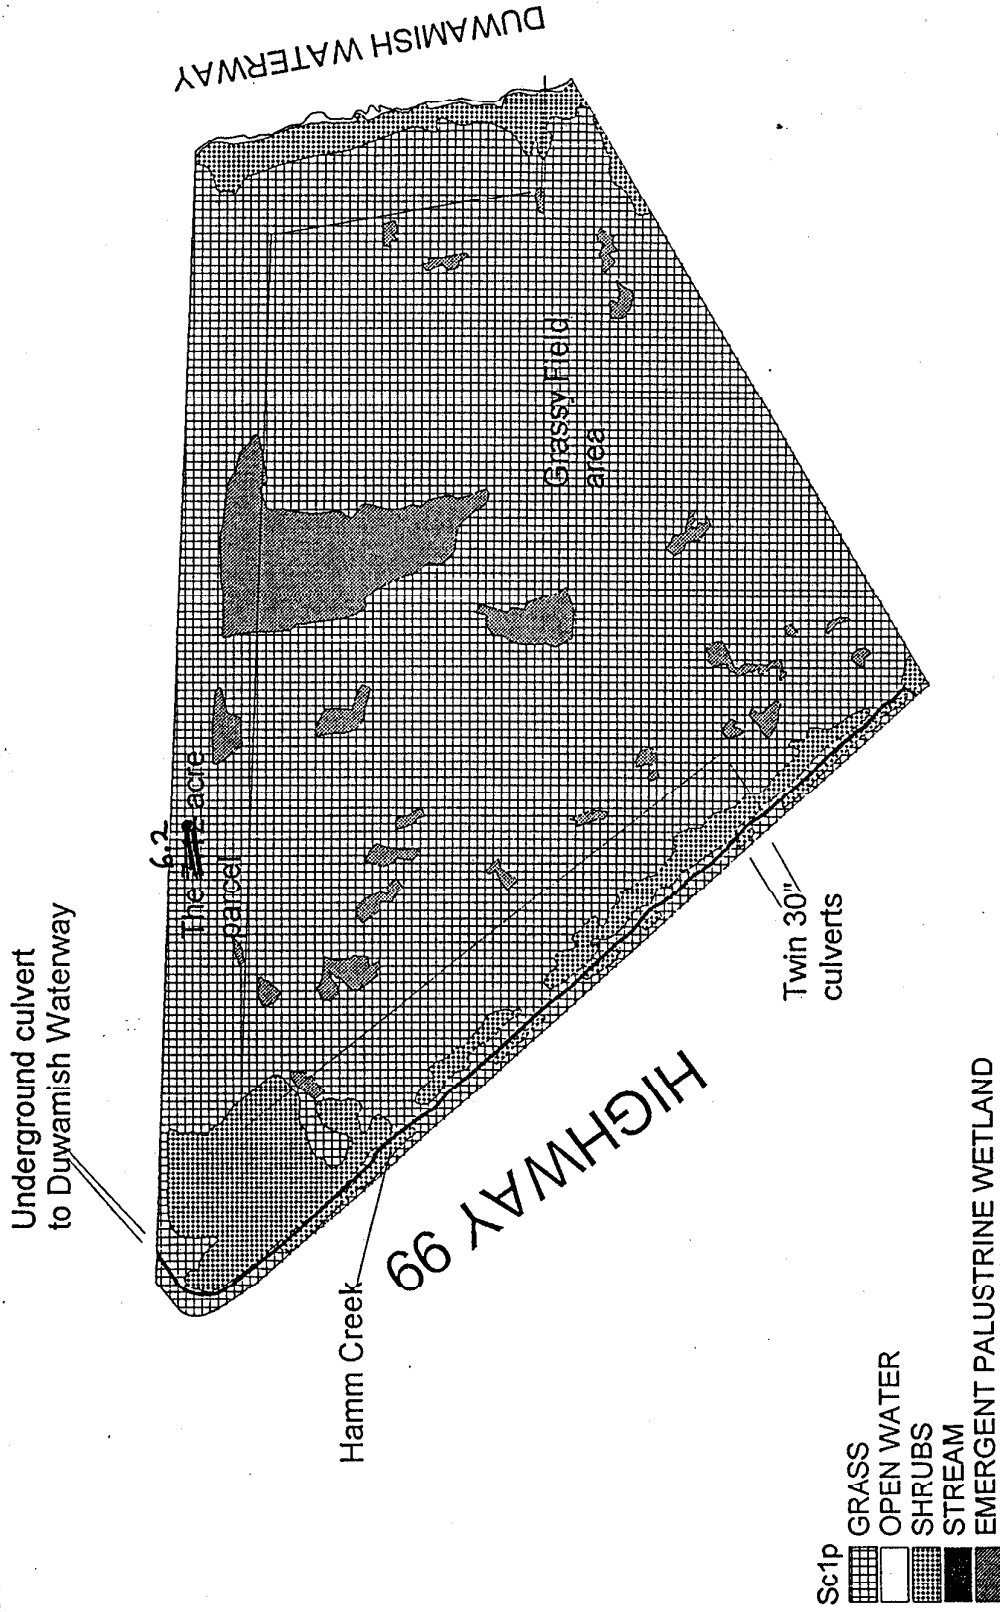 DUWAMISH WATERWAY
Underground culvert
to Duwamish Waterway
6.2
The acre
parcel
Grassy Field
area
Twin 30"
culverts
HIGHWAY 99
Hamm Creek
Sc1p
GRASS
OPEN WATER
SHRUBS
STREAM
EMERGENT PALUSTRINE WETLAND